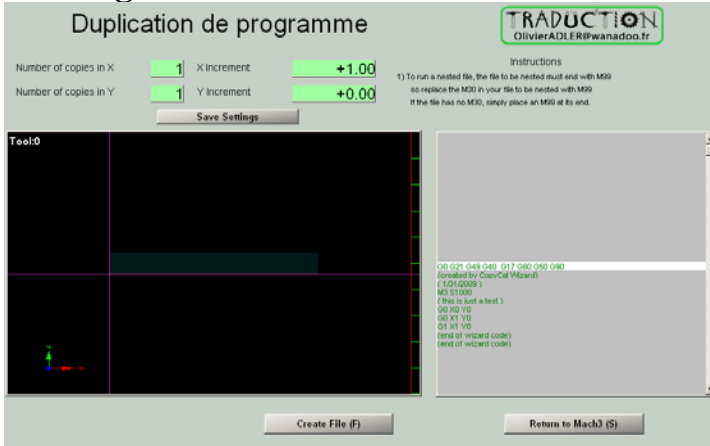 Duplication de programme
TRADUCTION
OlivierADLER@wanadoo.fr
Number of copies in X 1 X Increment +1.00
Number of copies in Y 1 Y Increment +0.00
Save Settings
Instructions
1) To run a nested file, the file to be nested must end with M99
so replace the M30 in your file to be nested with M99
If the file has no M30, simply place an M99 at its end.
Tool:0
G0 G21 G49 G40 G17 G80 G50 G90
(created by CopyCat Wizard)
( 1/31/2009 )
M3 S1000
( this is just a test )
G0 X0 Y0
G0 X1 Y0
G1 X1 Y0
(end of wizard code)
(end of wizard code)
Create File (F)
Return to Mach3 (S)